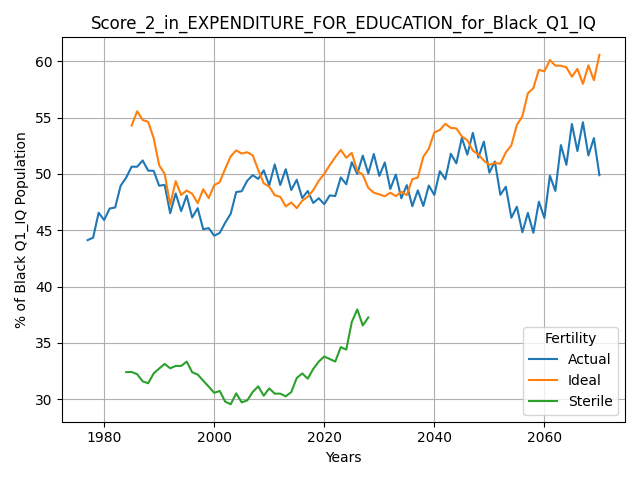 Score_2_in_EXPENDITURE_FOR_EDUCATION_for_Black_Q1_IQ
% of Black Q1_IQ Population
60
55
50
45
40
35
30
1980
2000
2020
2040
2060
Years
Fertility
Actual
Ideal
Sterile